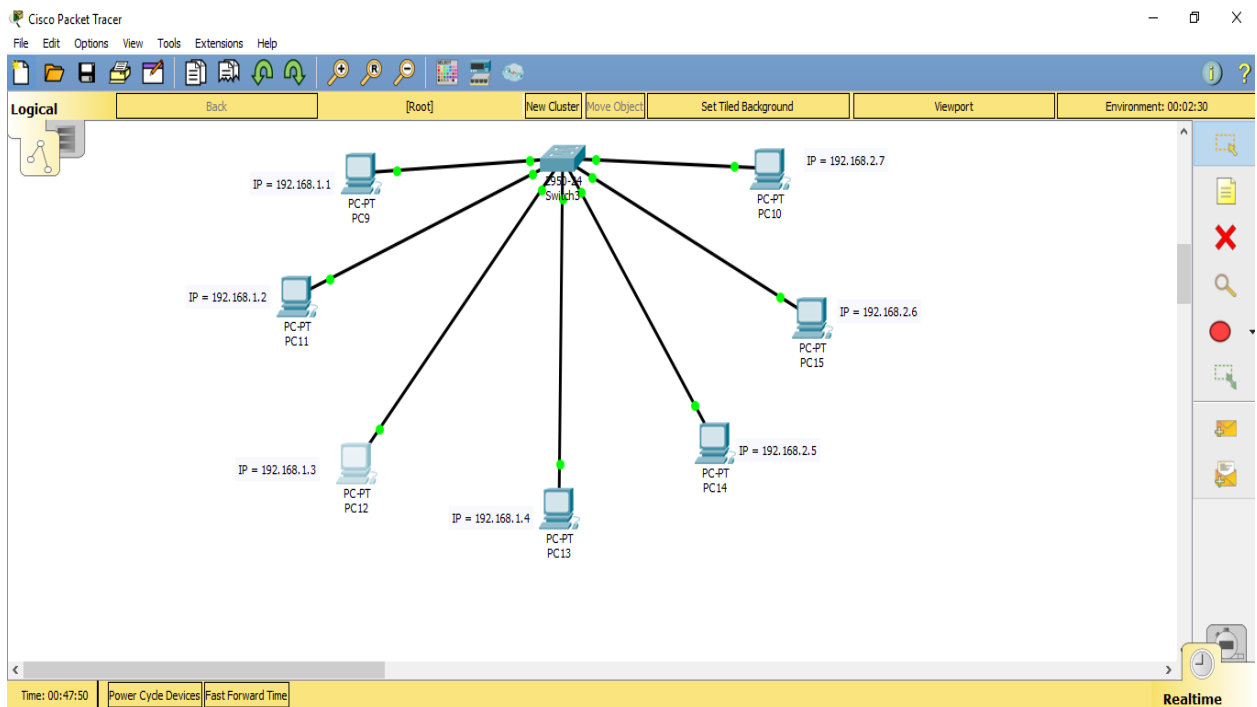 Cisco Packet Tracer
File Edit Options View Tools Extensions Help
Logical Back [Root] New Cluster Move Object Set Tiled Background Viewport Environment: 00:02:30
IP = 192.168.1.1
PC-PT
PC9
2950-24
Switch3
IP = 192.168.2.7
PC-PT
PC10
IP = 192.168.1.2
PC-PT
PC11
IP = 192.168.2.6
PC-PT
PC15
IP = 192.168.1.3
PC-PT
PC12
IP = 192.168.1.4
PC-PT
PC13
IP = 192.168.2.5
PC-PT
PC14
Time: 00:47:50 Power Cycle Devices Fast Forward Time Realtime